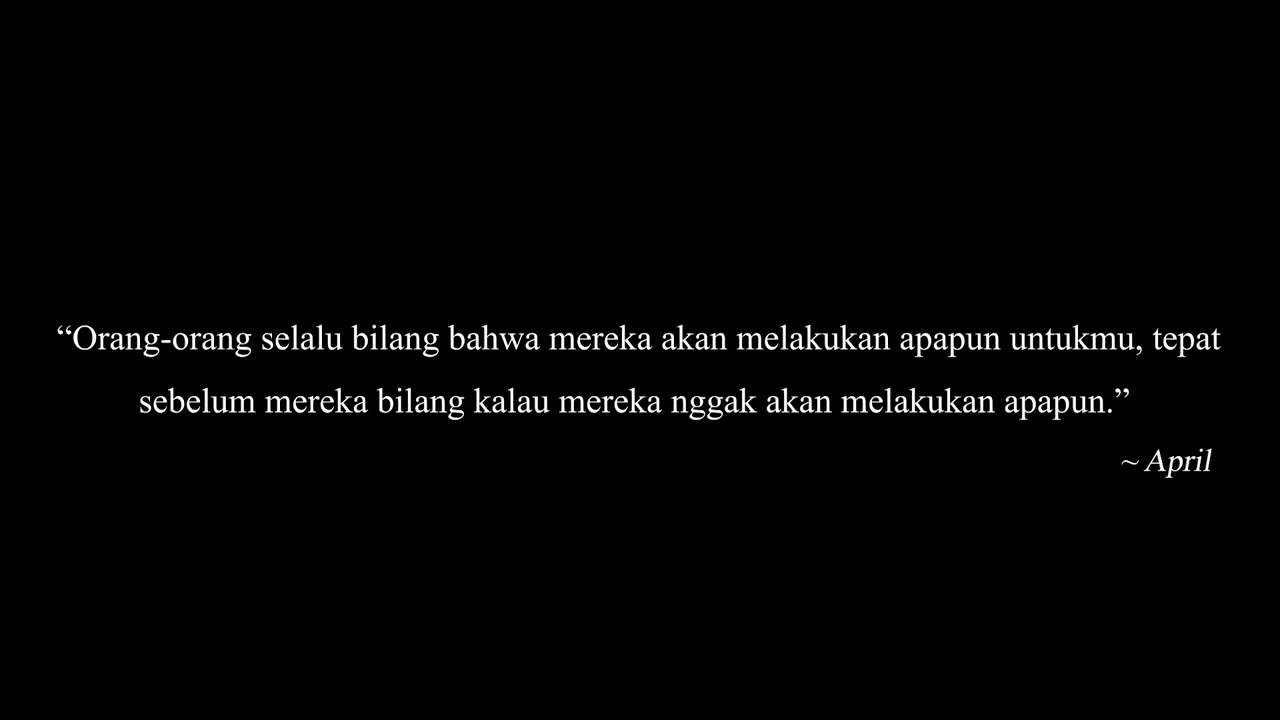 “Orang-orang selalu bilang bahwa mereka akan melakukan apapun untukmu, tepat
sebelum mereka bilang kalau mereka nggak akan melakukan apapun.”
~ April